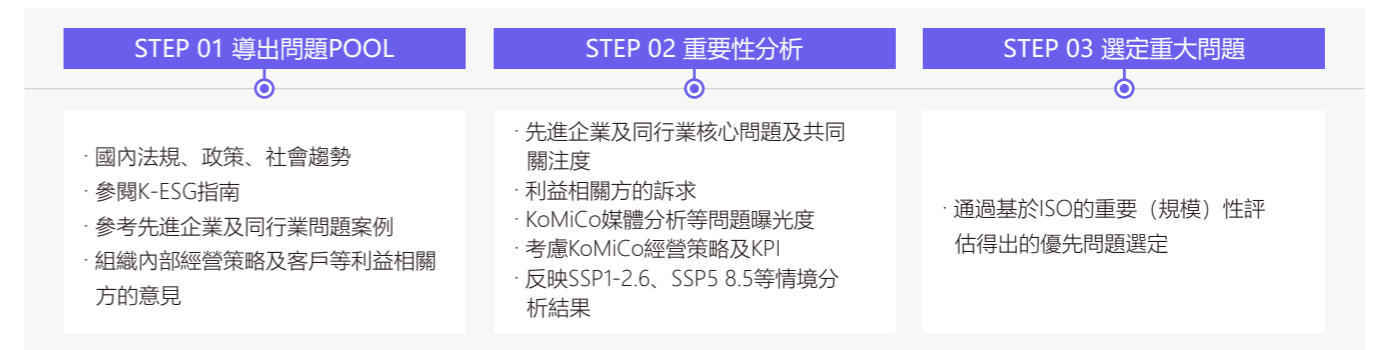 STEP 01 導出問題POOL
· 國內法規、政策、社會趨勢
· 參閱K-ESG指南
· 參考先進企業及同行業問題案例
· 組織內部經營策略及客戶等利益相關
方的意見
STEP 02 重要性分析
· 先進企業及同行業核心問題及共同
關注度
· 利益相關方的訴求
· KoMiCo媒體分析等問題曝光度
· 考慮KoMiCo經營策略及KPI
· 反映SSP1-2.6、SSP5 8.5等情境分
析結果
STEP 03 選定重大問題
· 通過基於ISO的重要（規模）性評
估得出的優先問題選定